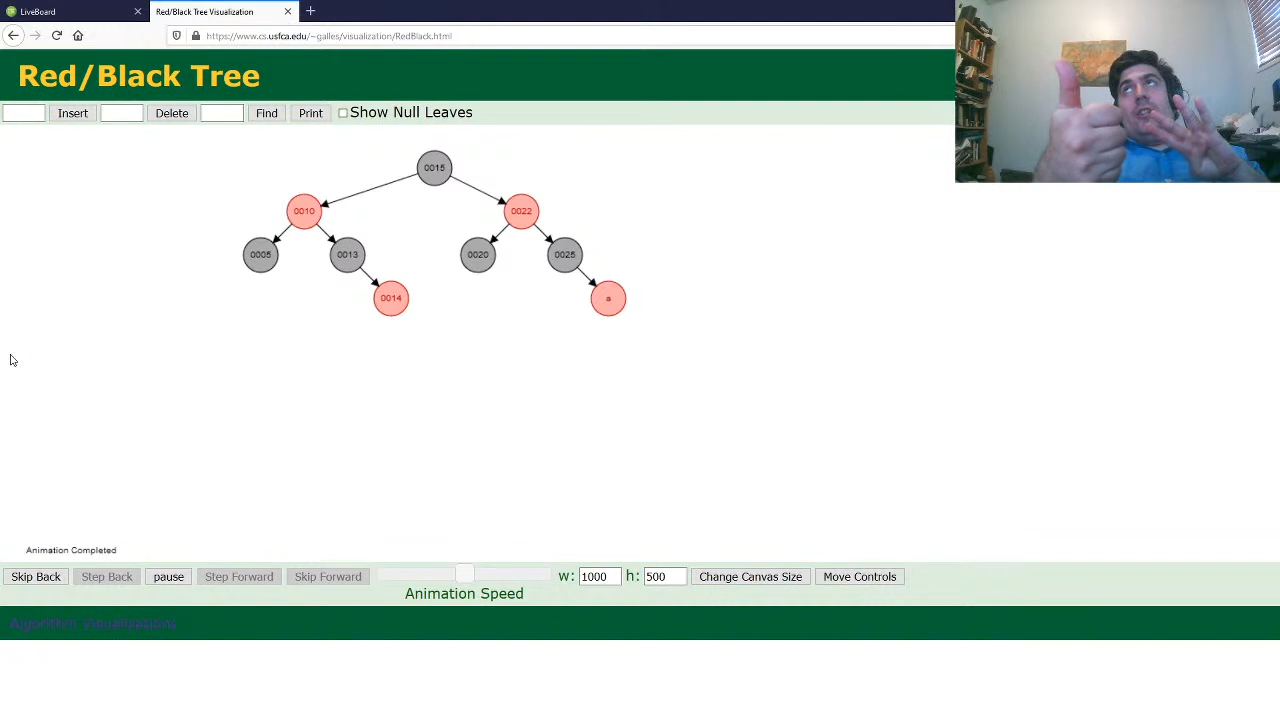 LiveBoard
Red/Black Tree Visualization
https://www.cs.usfca.edu/~galles/visualization/RedBlack.html
Red/Black Tree
Insert Delete Find Print Show Null Leaves
0015
0010 0022
0005 0013 0020 0025
0014 a
Animation Completed
Skip Back Step Back pause Step Forward Skip Forward w: 1000 h: 500 Change Canvas Size Move Controls
Animation Speed
Algorithm Visualizations